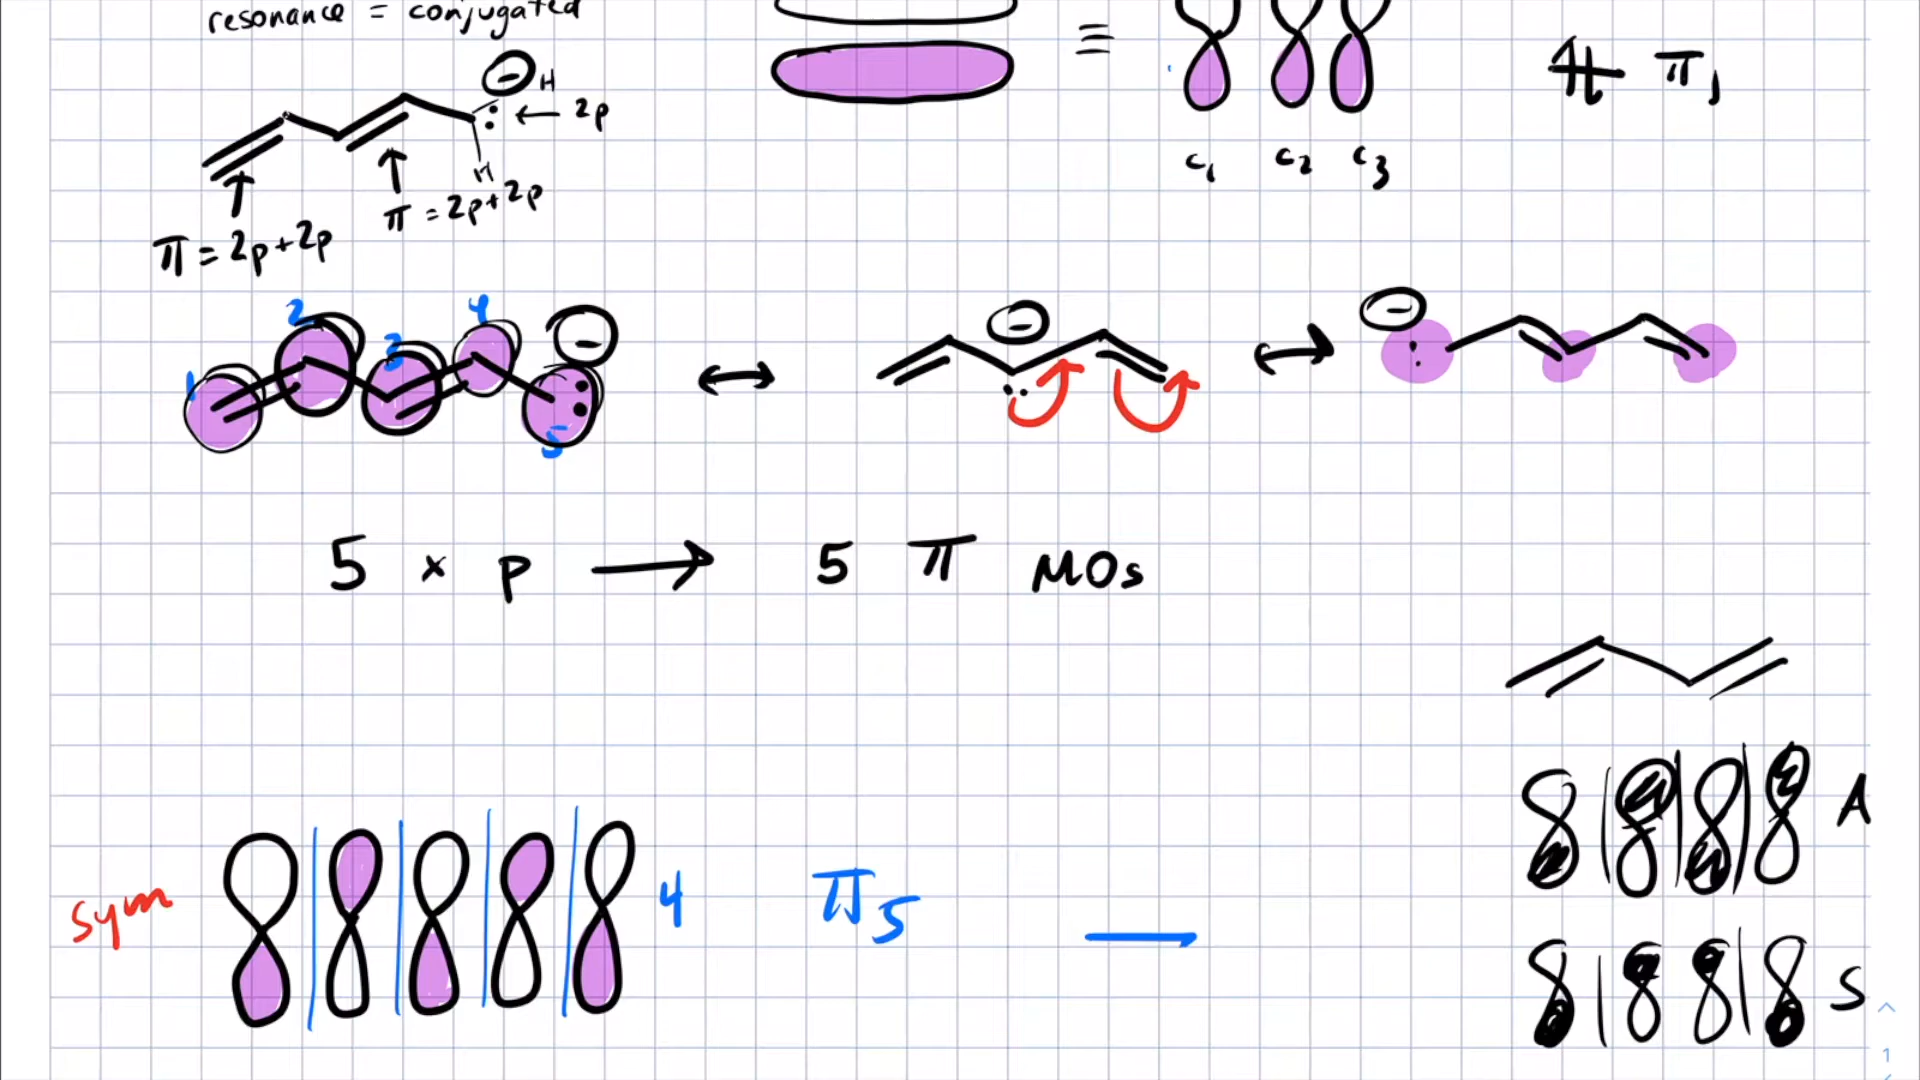 resonance = conjugated
≡
⥮ π₁
⊖ H
: ← 2p
H
c₁ c₂ c₃
π = 2p+2p
π = 2p+2p
1 2 3 4 5 ⊖
↔
⊖
↔
⊖
5 × p → 5 π MOs
A
sym 4 π₅
S
1